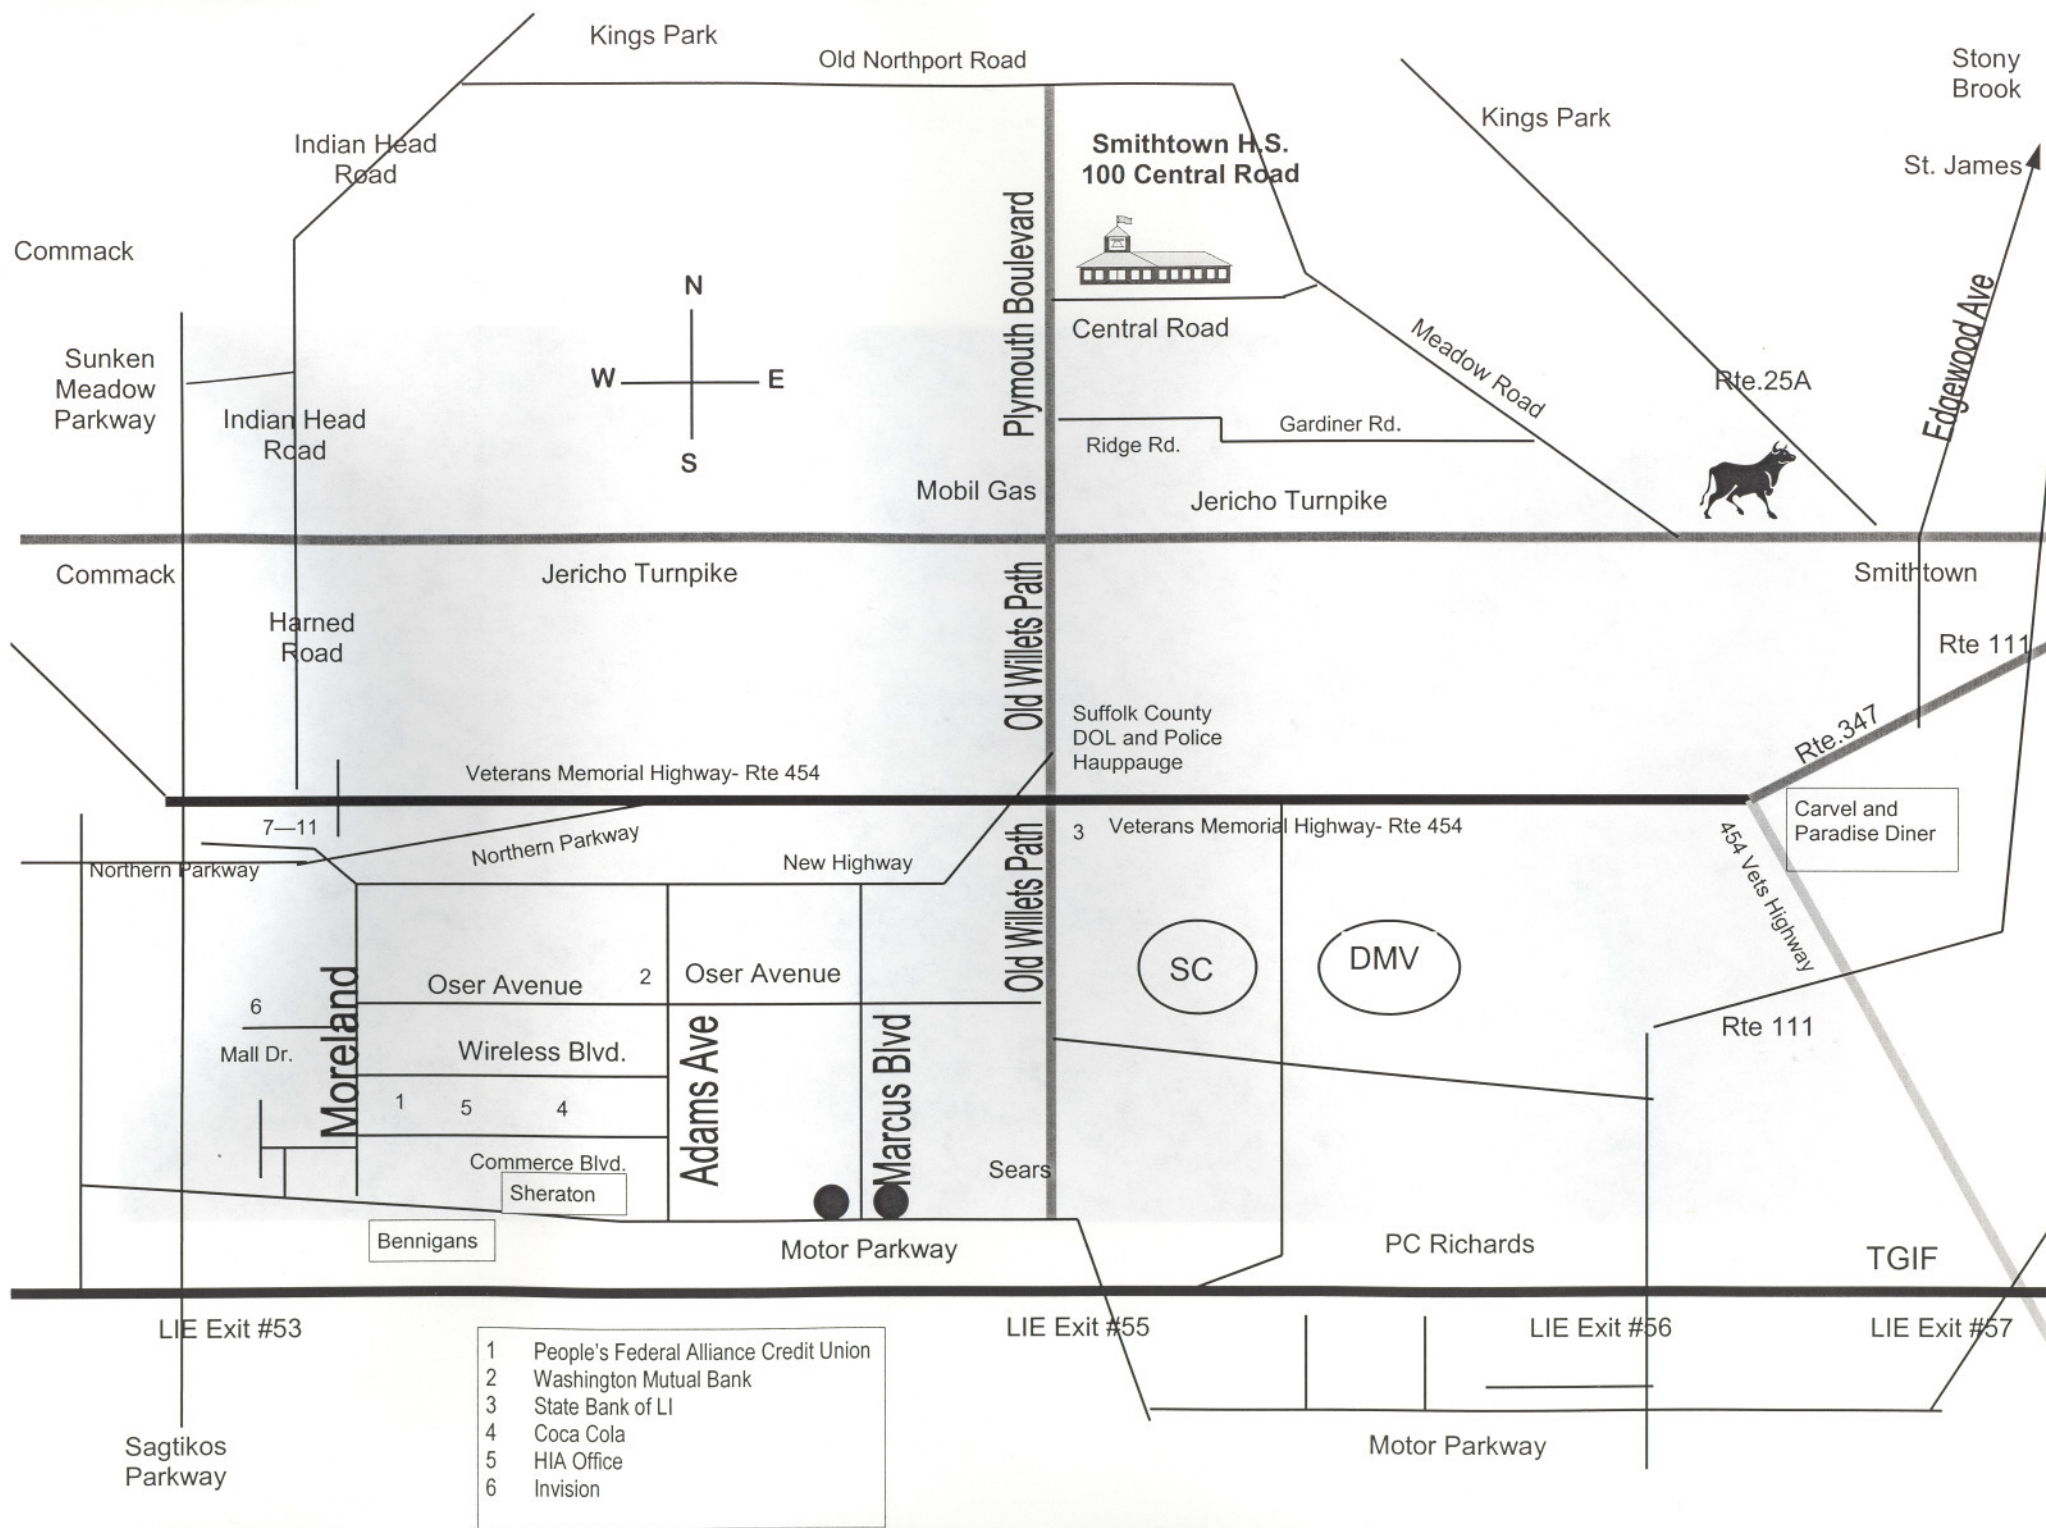 Kings Park
Old Northport Road
Stony
Brook
Kings Park
Indian Head
Road
Smithtown H.S.
100 Central Road
St. James
Commack
Plymouth Boulevard
N
W
E
S
Central Road
Meadow Road
Edgewood Ave
Sunken
Meadow
Parkway
Indian Head
Road
Rte.25A
Ridge Rd.
Gardiner Rd.
Mobil Gas
Jericho Turnpike
Commack
Jericho Turnpike
Smithtown
Harned
Road
Old Willets Path
Rte 111
Suffolk County
DOL and Police
Hauppauge
Rte.347
Veterans Memorial Highway- Rte 454
7—11
3
Veterans Memorial Highway- Rte 454
Carvel and
Paradise Diner
Northern Parkway
Northern Parkway
New Highway
Old Willets Path
454 Vets Highway
SC
DMV
Moreland
Oser Avenue
2
Oser Avenue
6
Mall Dr.
Wireless Blvd.
Adams Ave
Marcus Blvd
Rte 111
1
5
4
Commerce Blvd.
Sheraton
Sears
Bennigans
Motor Parkway
PC Richards
TGIF
LIE Exit #53
LIE Exit #55
LIE Exit #56
LIE Exit #57
1 People's Federal Alliance Credit Union
2 Washington Mutual Bank
3 State Bank of LI
4 Coca Cola
5 HIA Office
6 Invision
Sagtikos
Parkway
Motor Parkway